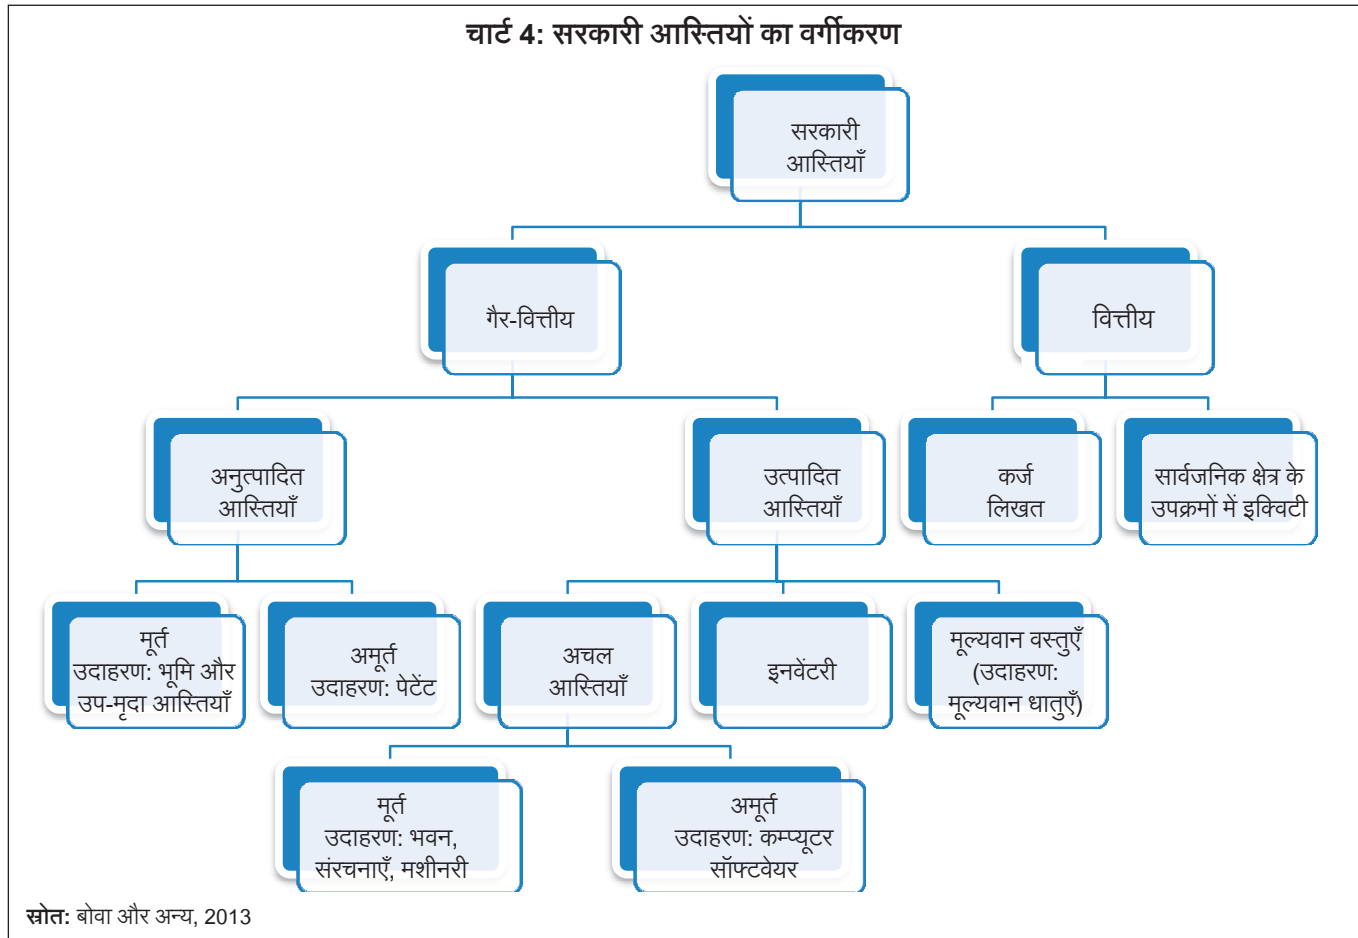 चार्ट 4: सरकारी आस्तियों का वर्गीकरण
सरकारी
आस्तियाँ
गैर-वित्तीय
वित्तीय
अनुत्पादित
आस्तियाँ
उत्पादित
आस्तियाँ
कर्ज
लिखत
सार्वजनिक क्षेत्र के
उपक्रमों में इक्विटी
मूर्त
उदाहरण: भूमि और
उप-मृदा आस्तियाँ
अमूर्त
उदाहरण: पेटेंट
अचल
आस्तियाँ
इनवेंटरी
मूल्यवान वस्तुएँ
(उदाहरण:
मूल्यवान धातुएँ)
मूर्त
उदाहरण: भवन,
संरचनाएँ, मशीनरी
अमूर्त
उदाहरण: कम्प्यूटर
सॉफ्टवेयर
स्रोत: बोवा और अन्य, 2013